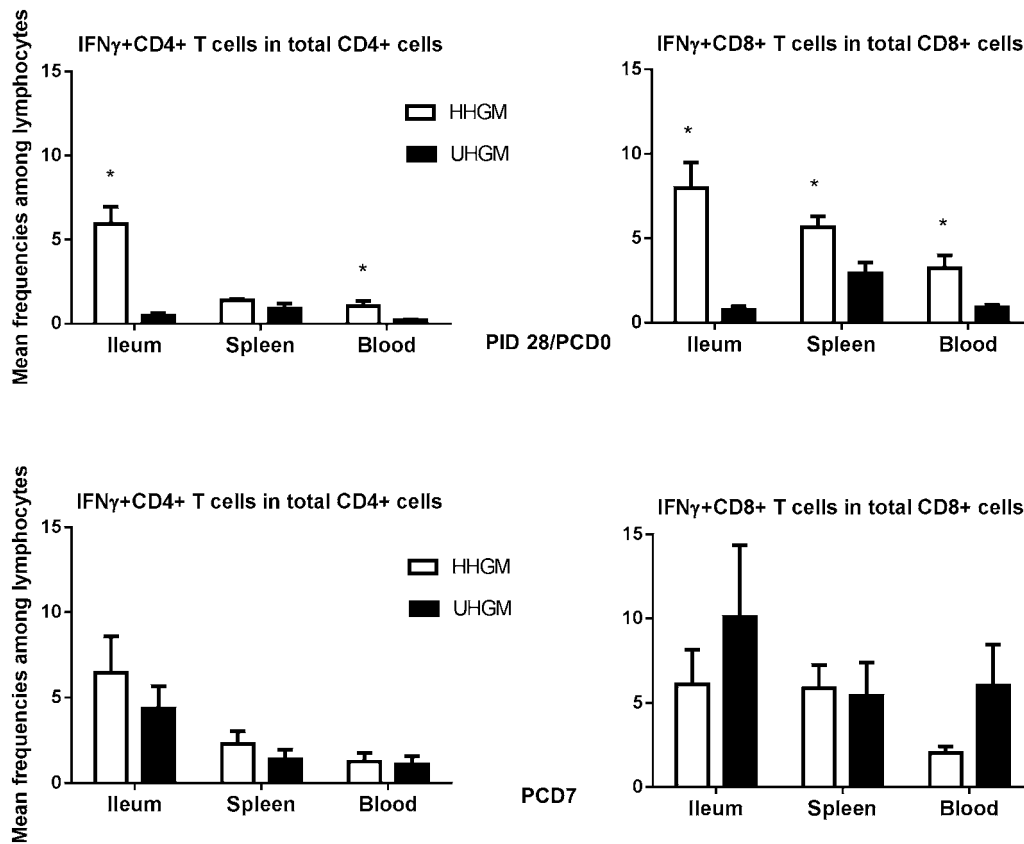 IFNγ+CD4+ T cells in total CD4+ cells
Mean frequencies among lymphocytes
15
10
5
0
*
*
HHGM
UHGM
Ileum Spleen Blood
IFNγ+CD8+ T cells in total CD8+ cells
15
10
5
0
*
*
*
Ileum Spleen Blood
PID 28/PCD0
IFNγ+CD4+ T cells in total CD4+ cells
Mean frequencies among lymphocytes
15
10
5
0
HHGM
UHGM
Ileum Spleen Blood
IFNγ+CD8+ T cells in total CD8+ cells
15
10
5
0
Ileum Spleen Blood
PCD7